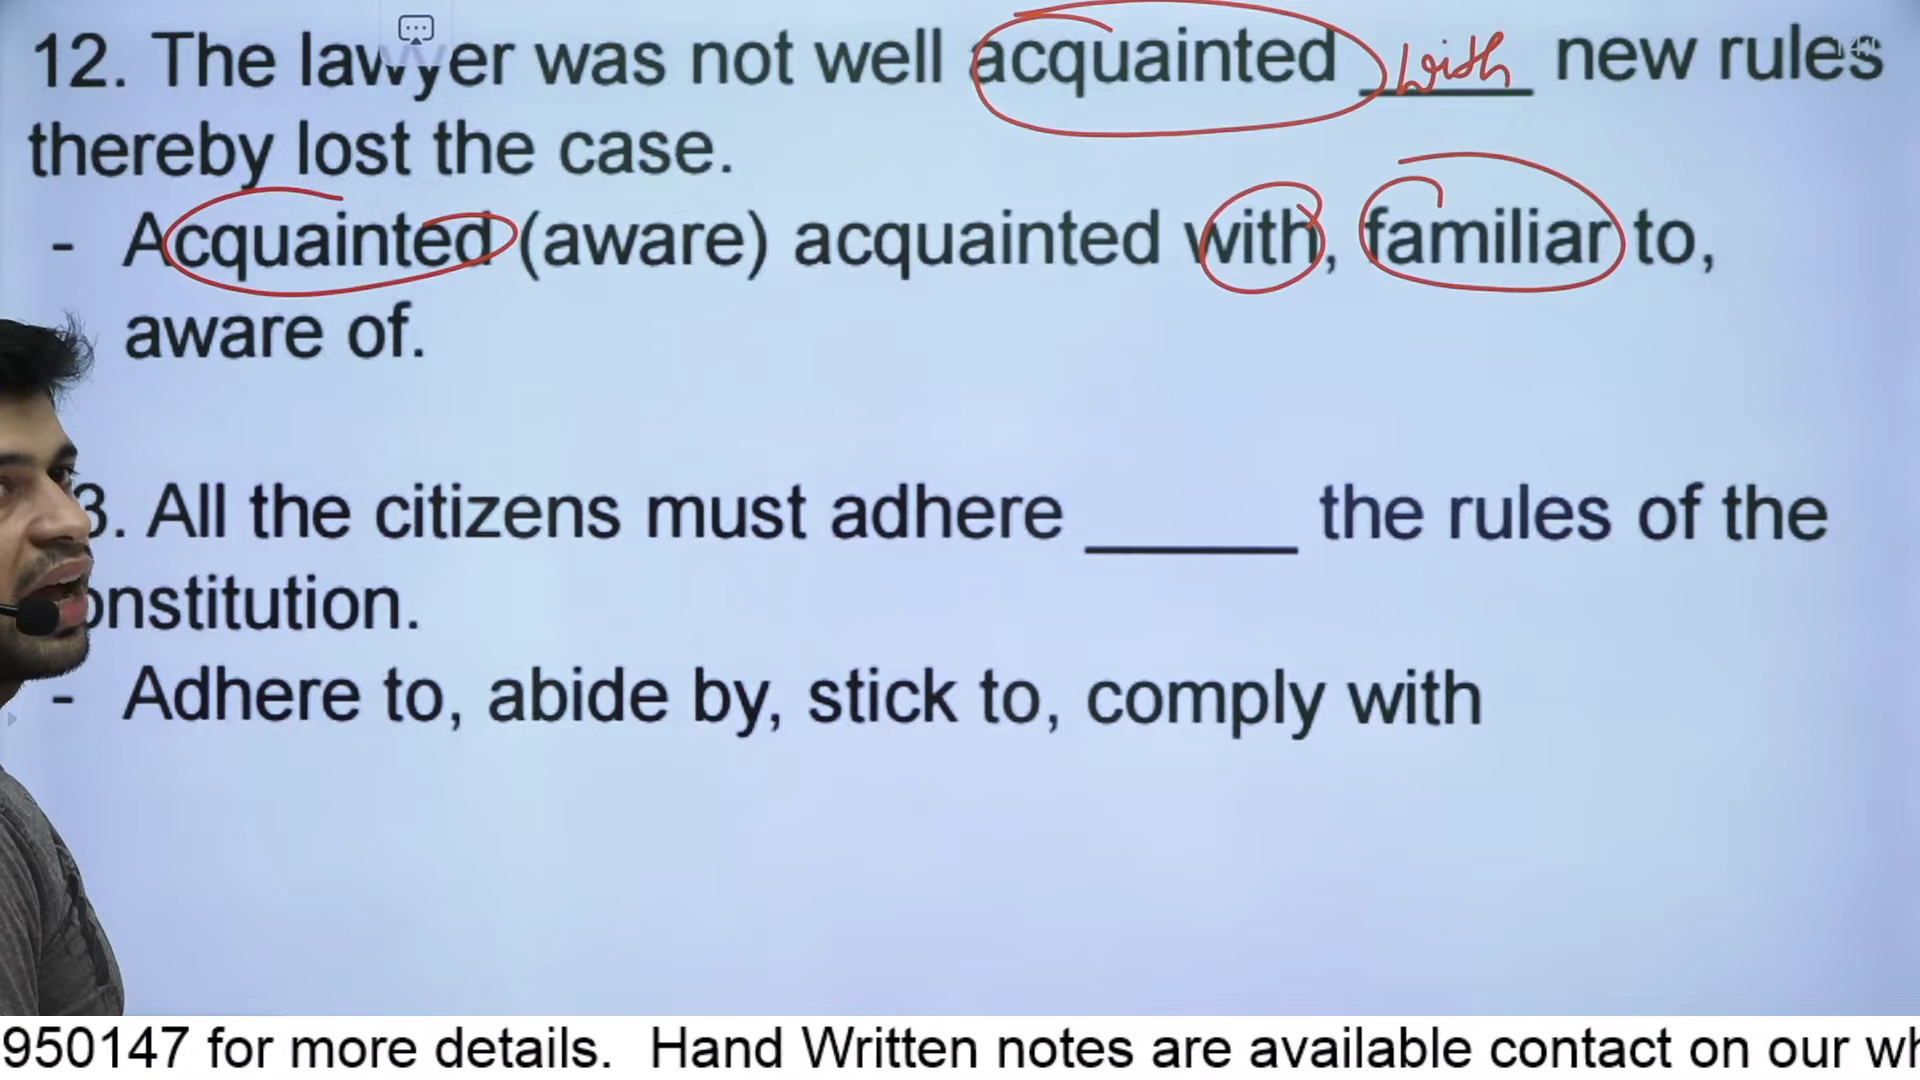 12. The lawyer was not well acquainted with new rules
thereby lost the case.
- Acquainted (aware) acquainted with, familiar to,
aware of.
3. All the citizens must adhere ______ the rules of the
onstitution.
- Adhere to, abide by, stick to, comply with
950147 for more details. Hand Written notes are available contact on our wh